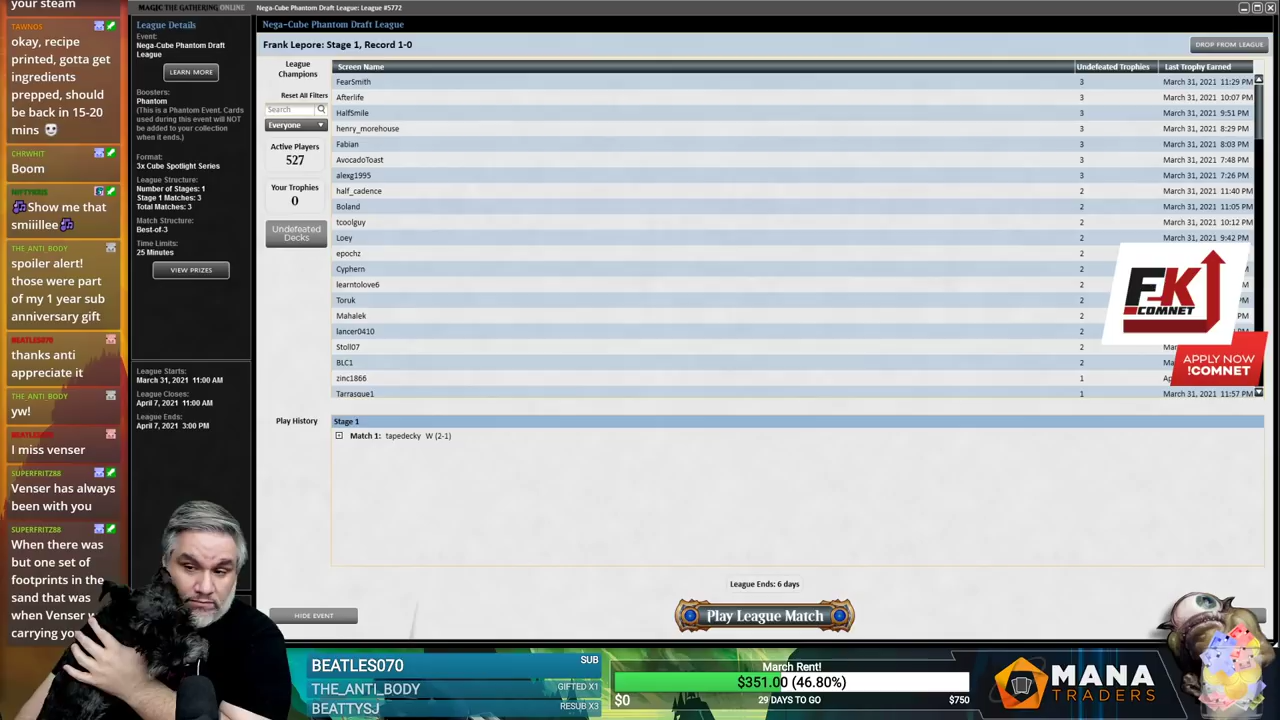 your steam
TAWNOS
okay, recipe
printed, gotta get
ingredients
prepped, should
be back in 15-20
mins
CHRWHIT
Boom
Show me that
smiiillee
THE_ANTI_BODY
spoiler alert!
those were part
of my 1 year sub
anniversary gift
BEATLES070
thanks anti
appreciate it
THE_ANTI_BODY
yw!
BEATLES070
I miss venser
SUPERFRITZ88
Venser has always
been with you
SUPERFRITZ88
When there was
but one set of
footprints in the
sand that was
when Venser
carrying you
MAGIC THE GATHERING ONLINE
Nega-Cube Phantom Draft League: League #5772
League Details
Event:
Nega-Cube Phantom Draft
League
LEARN MORE
Boosters:
Phantom
(This is a Phantom Event. Cards
used during this event will NOT
be added to your collection
when it ends.)
Format:
3x Cube Spotlight Series
League Structure:
Number of Stages: 1
Stage 1 Matches: 3
Total Matches: 3
Match Structure:
Best-of-3
Time Limits:
25 Minutes
VIEW PRIZES
League Starts:
March 31, 2021 11:00 AM
League Closes:
April 7, 2021 11:00 AM
League Ends:
April 7, 2021 3:00 PM
Nega-Cube Phantom Draft League
Frank Lepore: Stage 1, Record 1-0
DROP FROM LEAGUE
League
Champions
Reset All Filters
Search
Everyone
Active Players
527
Your Trophies
0
Undefeated
Decks
Screen Name Undefeated Trophies Last Trophy Earned
FearSmith 3 March 31, 2021 11:29 PM
Afterlife 3 March 31, 2021 10:07 PM
HalfSmile 3 March 31, 2021 9:51 PM
henry_morehouse 3 March 31, 2021 8:29 PM
Fabian 3 March 31, 2021 8:03 PM
AvocadoToast 3 March 31, 2021 7:48 PM
alexg1995 3 March 31, 2021 7:26 PM
half_cadence 2 March 31, 2021 11:40 PM
Boland 2 March 31, 2021 11:05 PM
tcoolguy 2 March 31, 2021 10:12 PM
Loey 2 March 31, 2021 9:42 PM
epochz 2
Cyphern 2
learntolove6 2
Toruk 2
Mahalek 2
lancer0410 2
Stoll07 2
BLC1 2
zinc1866 1
Tarrasque1 1 March 31, 2021 11:57 PM
COMNET
APPLY NOW
!COMNET
Play History
Stage 1
Match 1: tapedecky W (2-1)
League Ends: 6 days
HIDE EVENT
Play League Match
BEATLES070 SUB
THE_ANTI_BODY GIFTED X1
BEATTYSJ RESUB X3
March Rent!
$351.00 (46.80%)
$0 29 DAYS TO GO $750
MANA
TRADERS